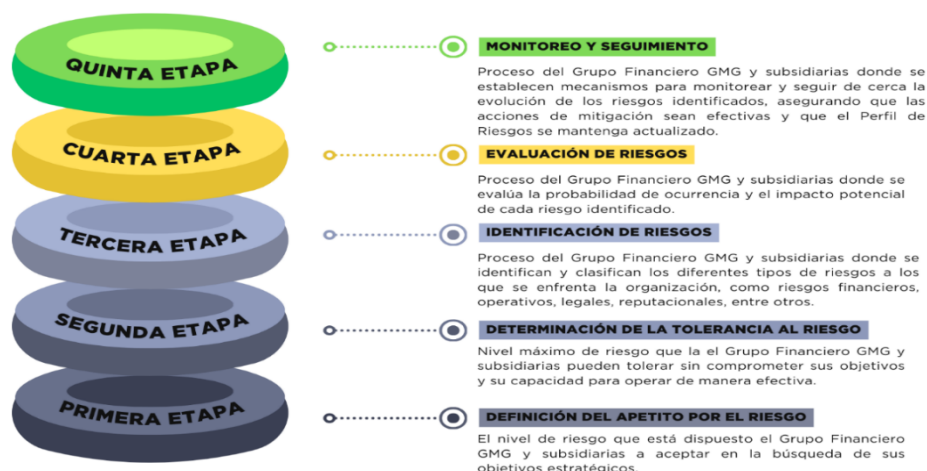 QUINTA ETAPA
MONITOREO Y SEGUIMIENTO
Proceso del Grupo Financiero GMG y subsidiarias donde se
establecen mecanismos para monitorear y seguir de cerca la
evolución de los riesgos identificados, asegurando que las
acciones de mitigación sean efectivas y que el Perfil de
Riesgos se mantenga actualizado.
CUARTA ETAPA
EVALUACIÓN DE RIESGOS
Proceso del Grupo Financiero GMG y subsidiarias donde se
evalúa la probabilidad de ocurrencia y el impacto potencial
de cada riesgo identificado.
TERCERA ETAPA
IDENTIFICACIÓN DE RIESGOS
Proceso del Grupo Financiero GMG y subsidiarias donde se
identifican y clasifican los diferentes tipos de riesgos a los
que se enfrenta la organización, como riesgos financieros,
operativos, legales, reputacionales, entre otros.
SEGUNDA ETAPA
DETERMINACIÓN DE LA TOLERANCIA AL RIESGO
Nivel máximo de riesgo que la el Grupo Financiero GMG y
subsidiarias pueden tolerar sin comprometer sus objetivos
y su capacidad para operar de manera efectiva.
PRIMERA ETAPA
DEFINICIÓN DEL APETITO POR EL RIESGO
El nivel de riesgo que está dispuesto el Grupo Financiero
GMG y subsidiarias a aceptar en la búsqueda de sus
objetivos estratégicos.